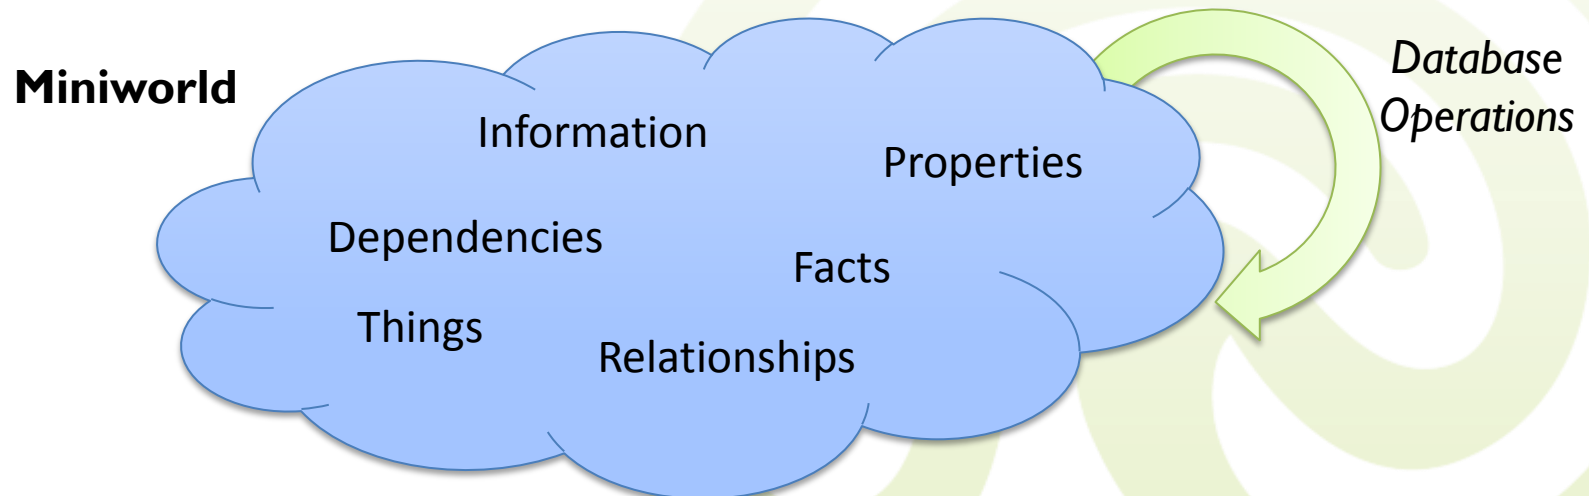 Miniworld
Database
Operations
Information
Properties
Dependencies
Facts
Things
Relationships